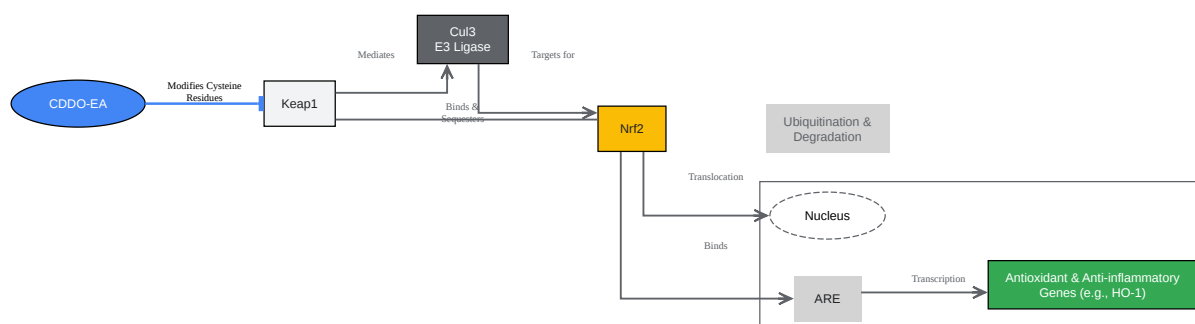 Cul3
E3 Ligase
Mediates
Targets for
Modifies Cysteine
Residues
CDDO-EA
Keap1
Binds &
Sequesters
Nrf2
Ubiquitination &
Degradation
Translocation
Nucleus
Binds
ARE
Transcription
Antioxidant & Anti-inflammatory
Genes (e.g., HO-1)